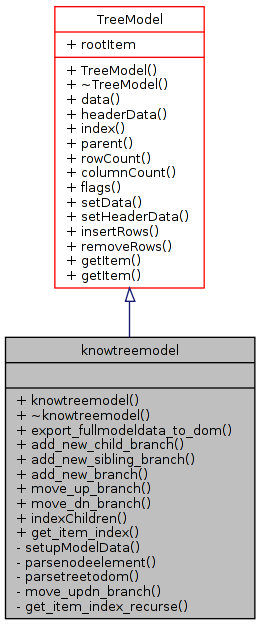 TreeModel
+ rootItem
+ TreeModel()
+ ~TreeModel()
+ data()
+ headerData()
+ index()
+ parent()
+ rowCount()
+ columnCount()
+ flags()
+ setData()
+ setHeaderData()
+ insertRows()
+ removeRows()
+ getItem()
+ getItem()
knowtreemodel
+ knowtreemodel()
+ ~knowtreemodel()
+ export_fullmodeldata_to_dom()
+ add_new_child_branch()
+ add_new_sibling_branch()
+ add_new_branch()
+ move_up_branch()
+ move_dn_branch()
+ indexChildren()
+ get_item_index()
- setupModelData()
- parsenodeelement()
- parsetreetodom()
- move_updn_branch()
- get_item_index_recurse()